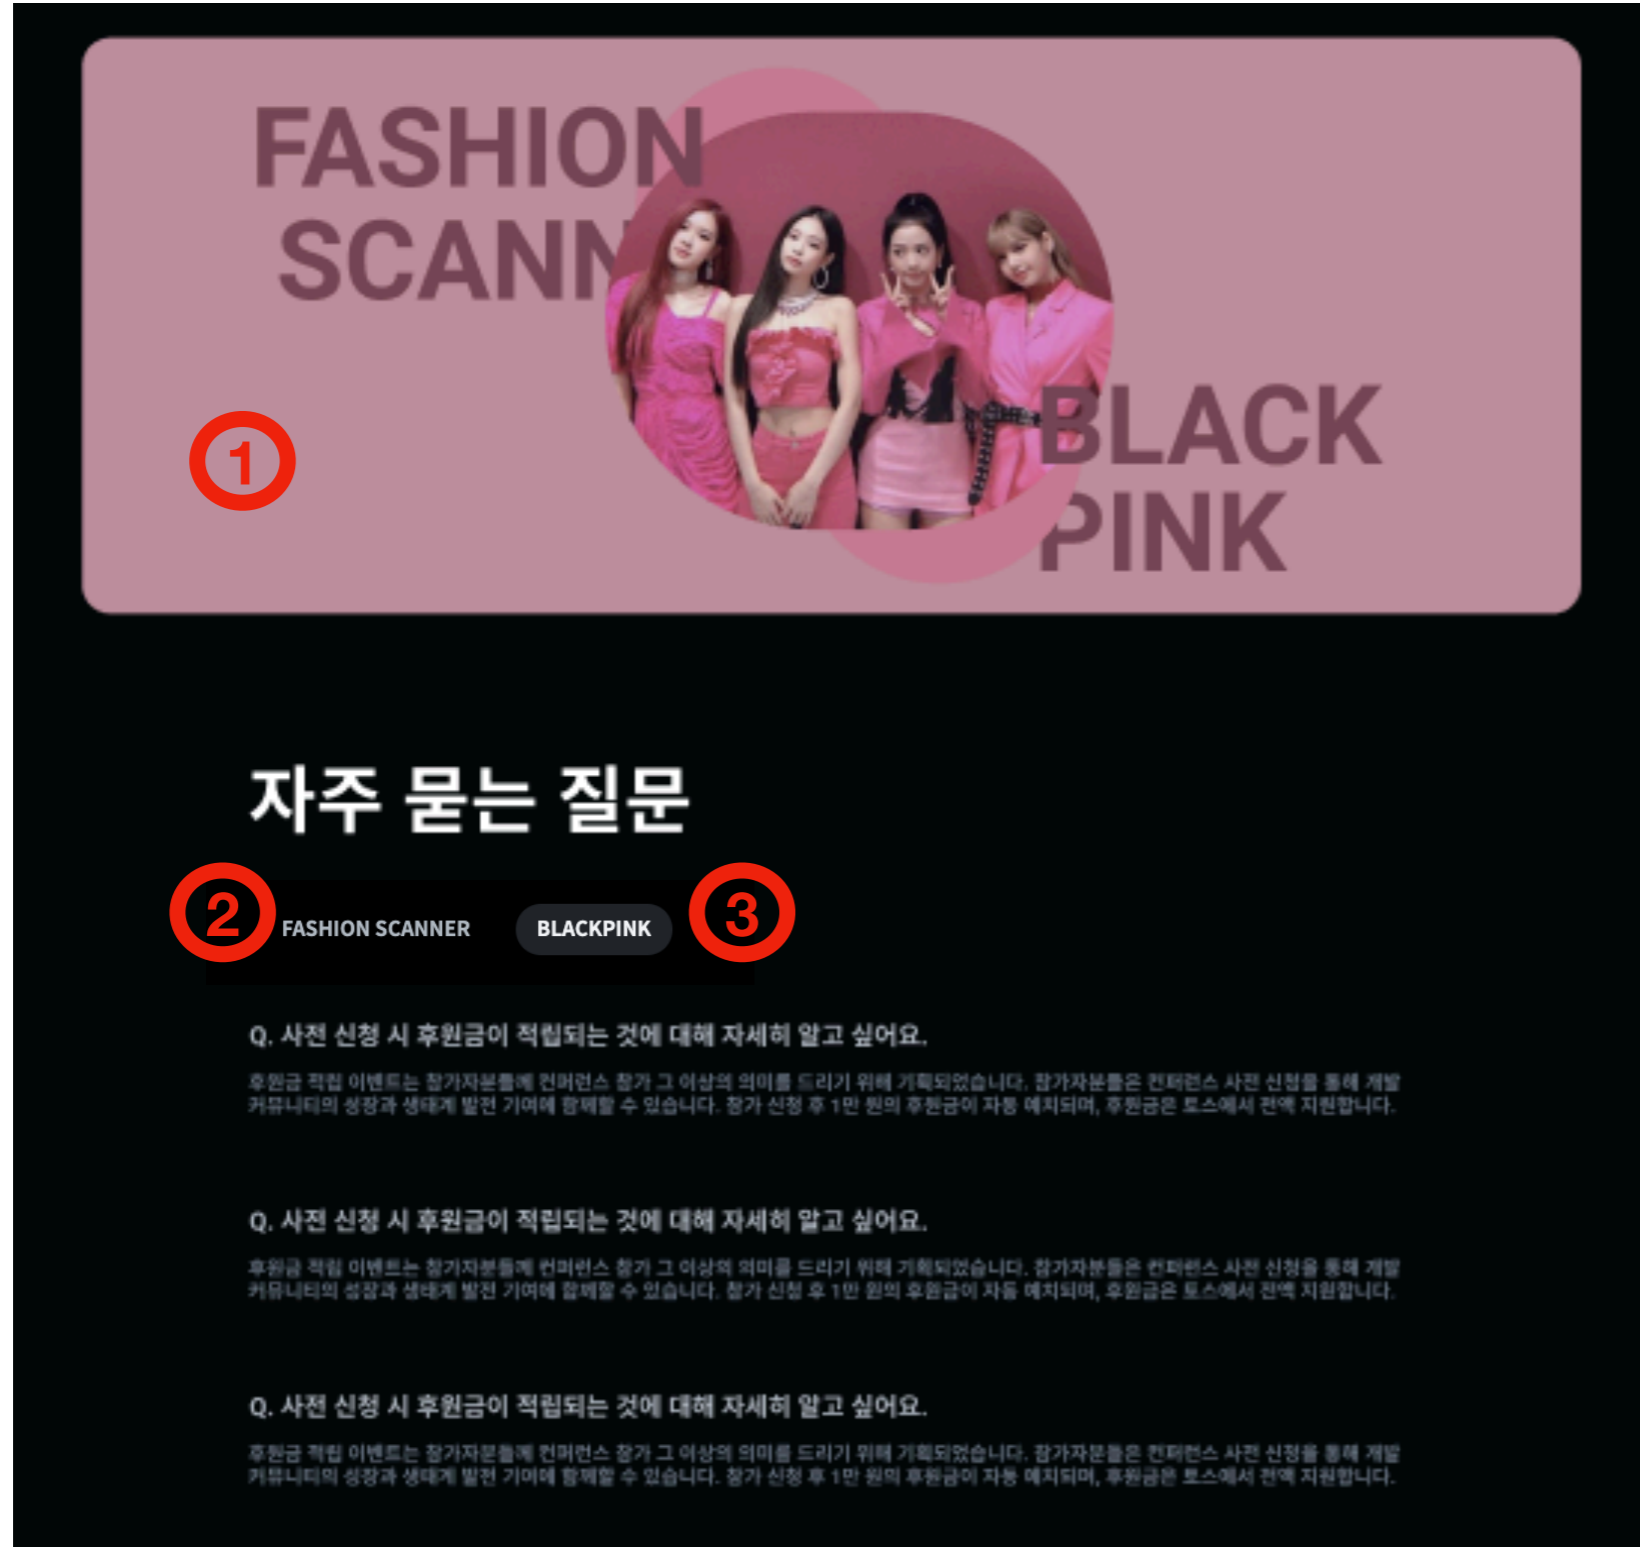 FASHION
SCANN
BLACK
PINK
1
자주 묻는 질문
2
FASHION SCANNER
BLACKPINK
3
Q. 사전 신청 시 후원금이 적립되는 것에 대해 자세히 알고 싶어요.
후원금 적립 이벤트는 참가자분들께 컨퍼런스 참가 그 이상의 의미를 드리기 위해 기획되었습니다. 참가자분들은 컨퍼런스 사전 신청을 통해 개발
커뮤니티의 성장과 생태계 발전 기여에 함께할 수 있습니다. 참가 신청 후 1만 원의 후원금이 자동 예치되며, 후원금은 토스에서 전액 지원합니다.
Q. 사전 신청 시 후원금이 적립되는 것에 대해 자세히 알고 싶어요.
후원금 적립 이벤트는 참가자분들께 컨퍼런스 참가 그 이상의 의미를 드리기 위해 기획되었습니다. 참가자분들은 컨퍼런스 사전 신청을 통해 개발
커뮤니티의 성장과 생태계 발전 기여에 함께할 수 있습니다. 참가 신청 후 1만 원의 후원금이 자동 예치되며, 후원금은 토스에서 전액 지원합니다.
Q. 사전 신청 시 후원금이 적립되는 것에 대해 자세히 알고 싶어요.
후원금 적립 이벤트는 참가자분들께 컨퍼런스 참가 그 이상의 의미를 드리기 위해 기획되었습니다. 참가자분들은 컨퍼런스 사전 신청을 통해 개발
커뮤니티의 성장과 생태계 발전 기여에 함께할 수 있습니다. 참가 신청 후 1만 원의 후원금이 자동 예치되며, 후원금은 토스에서 전액 지원합니다.